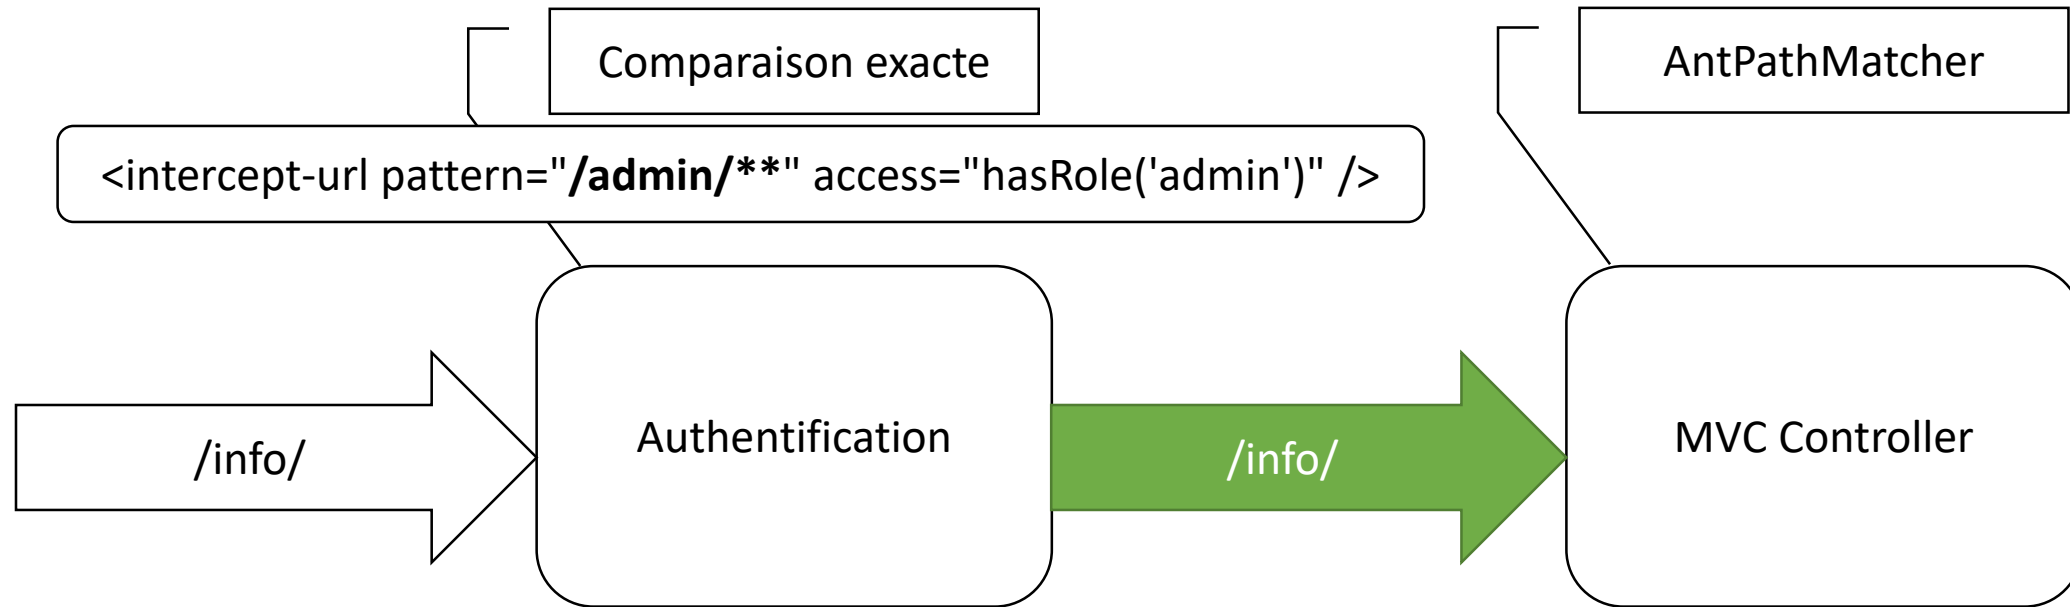 Comparaison exacte
AntPathMatcher
<intercept-url pattern="/admin/**" access="hasRole('admin')" />
/info/
Authentification
/info/
MVC Controller